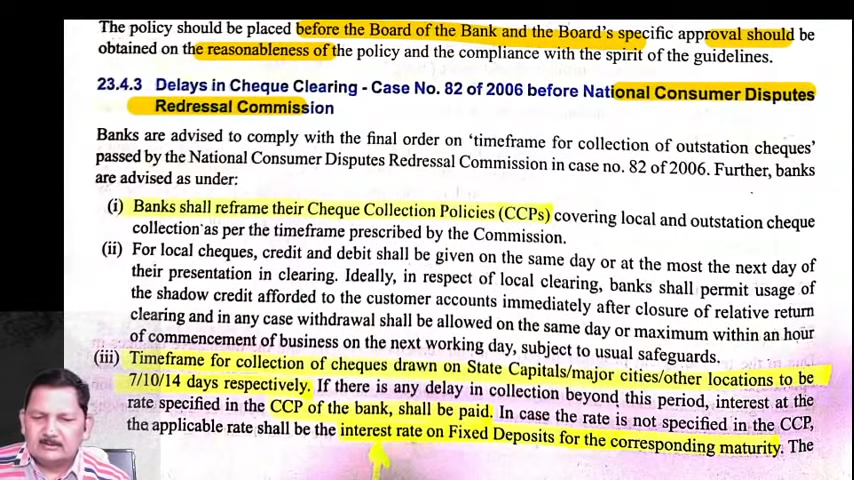 The policy should be placed before the Board of the Bank and the Board's specific approval should be
obtained on the reasonableness of the policy and the compliance with the spirit of the guidelines.
23.4.3 Delays in Cheque Clearing - Case No. 82 of 2006 before National Consumer Disputes
Redressal Commission
Banks are advised to comply with the final order on 'timeframe for collection of outstation cheques'
passed by the National Consumer Disputes Redressal Commission in case no. 82 of 2006. Further, banks
are advised as under:
(i) Banks shall reframe their Cheque Collection Policies (CCPs) covering local and outstation cheque
collection as per the timeframe prescribed by the Commission.
(ii) For local cheques, credit and debit shall be given on the same day or at the most the next day of
their presentation in clearing. Ideally, in respect of local clearing, banks shall permit usage of
the shadow credit afforded to the customer accounts immediately after closure of relative return
clearing and in any case withdrawal shall be allowed on the same day or maximum within an hour
of commencement of business on the next working day, subject to usual safeguards.
(iii) Timeframe for collection of cheques drawn on State Capitals/major cities/other locations to be
7/10/14 days respectively. If there is any delay in collection beyond this period, interest at the
rate specified in the CCP of the bank, shall be paid. In case the rate is not specified in the CCP,
the applicable rate shall be the interest rate on Fixed Deposits for the corresponding maturity. The